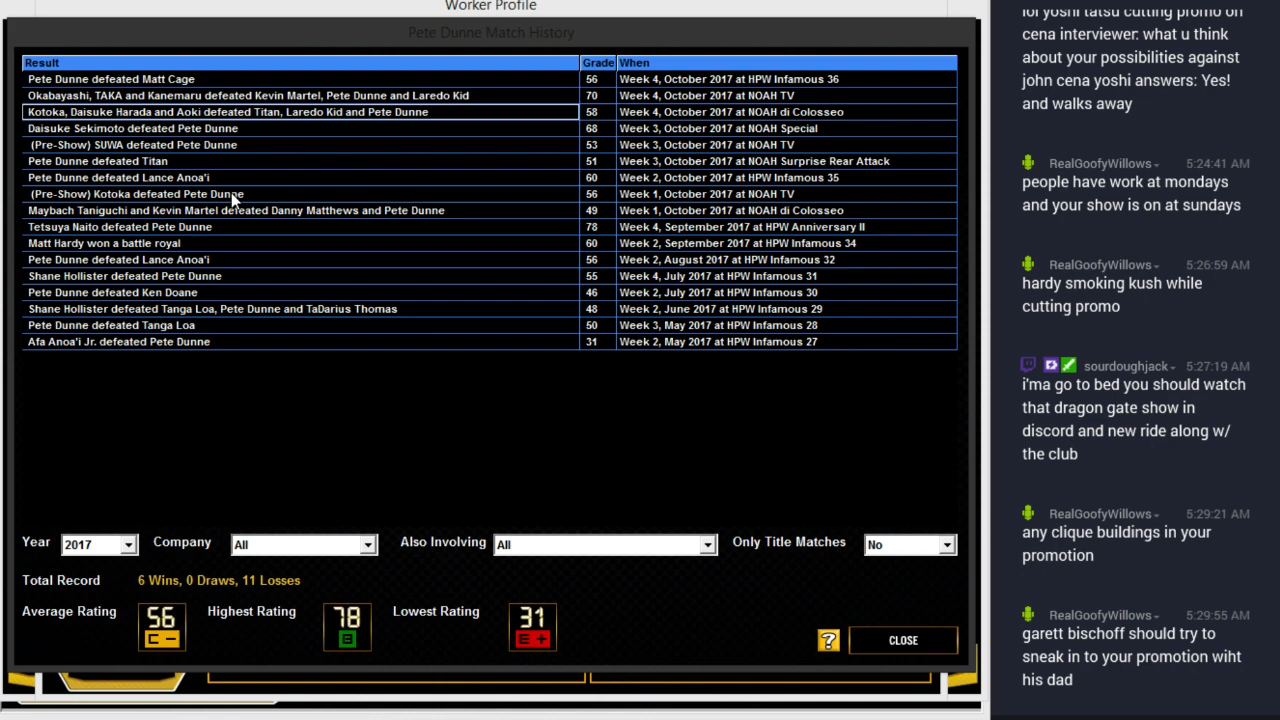 Worker Profile
Pete Dunne Match History
Result Grade When
Pete Dunne defeated Matt Cage 56 Week 4, October 2017 at HPW Infamous 36
Okabayashi, TAKA and Kanemaru defeated Kevin Martel, Pete Dunne and Laredo Kid 70 Week 4, October 2017 at NOAH TV
Kotoka, Daisuke Harada and Aoki defeated Titan, Laredo Kid and Pete Dunne 58 Week 4, October 2017 at NOAH di Colosseo
Daisuke Sekimoto defeated Pete Dunne 68 Week 3, October 2017 at NOAH Special
(Pre-Show) SUWA defeated Pete Dunne 53 Week 3, October 2017 at NOAH TV
Pete Dunne defeated Titan 51 Week 3, October 2017 at NOAH Surprise Rear Attack
Pete Dunne defeated Lance Anoa'i 60 Week 2, October 2017 at HPW Infamous 35
(Pre-Show) Kotoka defeated Pete Dunne 56 Week 1, October 2017 at NOAH TV
Maybach Taniguchi and Kevin Martel defeated Danny Matthews and Pete Dunne 49 Week 1, October 2017 at NOAH di Colosseo
Tetsuya Naito defeated Pete Dunne 78 Week 4, September 2017 at HPW Anniversary II
Matt Hardy won a battle royal 60 Week 2, September 2017 at HPW Infamous 34
Pete Dunne defeated Lance Anoa'i 56 Week 2, August 2017 at HPW Infamous 32
Shane Hollister defeated Pete Dunne 55 Week 4, July 2017 at HPW Infamous 31
Pete Dunne defeated Ken Doane 46 Week 2, July 2017 at HPW Infamous 30
Shane Hollister defeated Tanga Loa, Pete Dunne and TaDarius Thomas 48 Week 2, June 2017 at HPW Infamous 29
Pete Dunne defeated Tanga Loa 50 Week 3, May 2017 at HPW Infamous 28
Afa Anoa'i Jr. defeated Pete Dunne 31 Week 2, May 2017 at HPW Infamous 27
Year 2017 Company All Also Involving All Only Title Matches No
Total Record 6 Wins, 0 Draws, 11 Losses
Average Rating 56 C - Highest Rating 78 B Lowest Rating 31 E +
? CLOSE
lol yoshi tatsu cutting promo on
cena interviewer: what u think
about your possibilities against
john cena yoshi answers: Yes!
and walks away
RealGoofyWillows 5:24:41 AM
people have work at mondays
and your show is on at sundays
RealGoofyWillows 5:26:59 AM
hardy smoking kush while
cutting promo
sourdoughjack 5:27:19 AM
i'ma go to bed you should watch
that dragon gate show in
discord and new ride along w/
the club
RealGoofyWillows 5:29:21 AM
any clique buildings in your
promotion
RealGoofyWillows 5:29:55 AM
garett bischoff should try to
sneak in to your promotion wiht
his dad